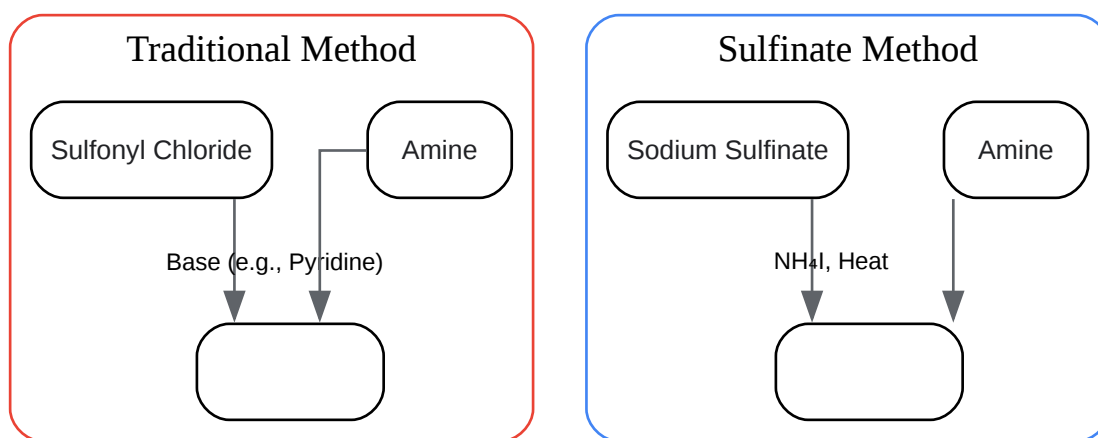 Traditional Method
Sulfonyl Chloride
Amine
Base (e.g., Pyridine)
Sulfinate Method
Sodium Sulfinate
Amine
NH₄I, Heat